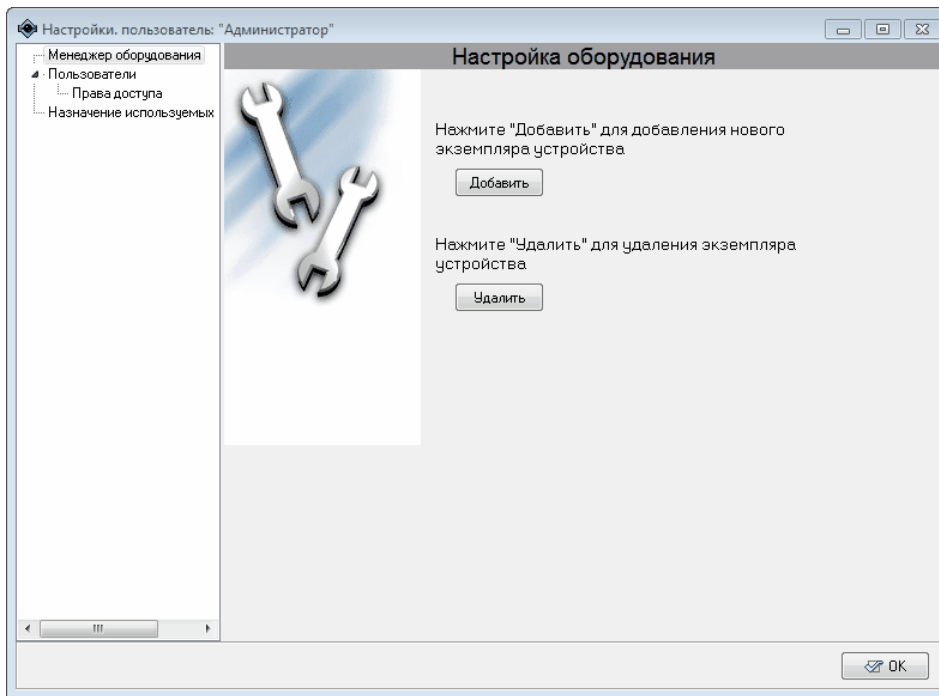 Настройки. пользователь: "Администратор"
Менеджер оборудования
Пользователи
Права доступа
Назначение используемых
Настройка оборудования
Нажмите "Добавить" для добавления нового
экземпляра устройства
Добавить
Нажмите "Удалить" для удаления экземпляра
устройства
Удалить
OK